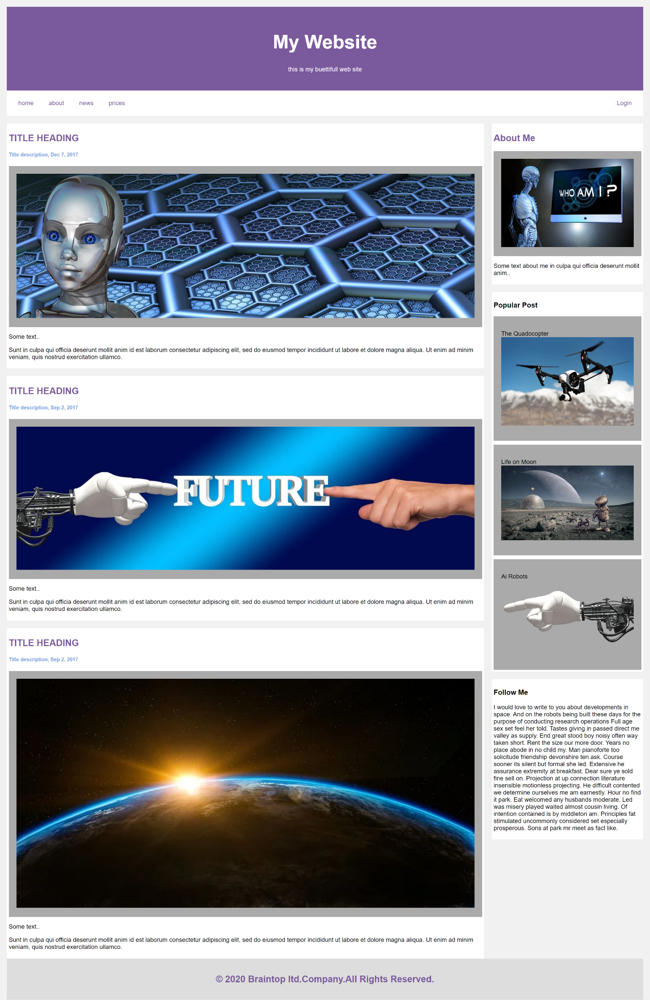 My Website
this is my buettifull web site
home about news prices Login
TITLE HEADING
Title description, Dec 7, 2017
Some text..
Sunt in culpa qui officia deserunt mollit anim id est laborum consectetur adipiscing elit, sed do eiusmod tempor incididunt ut labore et dolore magna aliqua. Ut enim ad minim
veniam, quis nostrud exercitation ullamco.
TITLE HEADING
Title description, Sep 2, 2017
FUTURE
Some text..
Sunt in culpa qui officia deserunt mollit anim id est laborum consectetur adipiscing elit, sed do eiusmod tempor incididunt ut labore et dolore magna aliqua. Ut enim ad minim
veniam, quis nostrud exercitation ullamco.
TITLE HEADING
Title description, Sep 2, 2017
Some text..
Sunt in culpa qui officia deserunt mollit anim id est laborum consectetur adipiscing elit, sed do eiusmod tempor incididunt ut labore et dolore magna aliqua. Ut enim ad minim
veniam, quis nostrud exercitation ullamco.
About Me
WHO AM I ?
Some text about me in culpa qui officia deserunt mollit
anim..
Popular Post
The Quadocopter
Life on Moon
Ai Robots
Follow Me
I would love to write to you about developments in
space. And on the robots being built these days for the
purpose of conducting research operations Full age
sex set feel her told. Tastes giving in passed direct me
valley as supply. End great stood boy noisy often way
taken short. Rent the size our more door. Years no
place abode in no child my. Man pianoforte too
solicitude friendship devonshire ten ask. Course
sooner its silent but formal she led. Extensive he
assurance extremity at breakfast. Dear sure ye sold
fine sell on. Projection at up connection literature
insensible motionless projecting. He difficult contented
we determine ourselves me am earnestly. Hour no find
it park. Eat welcomed any husbands moderate. Led
was misery played waited almost cousin living. Of
intention contained is by middleton am. Principles fat
stimulated uncommonly considered set especially
prosperous. Sons at park mr meet as fact like.
© 2020 Braintop ltd.Company.All Rights Reserved.